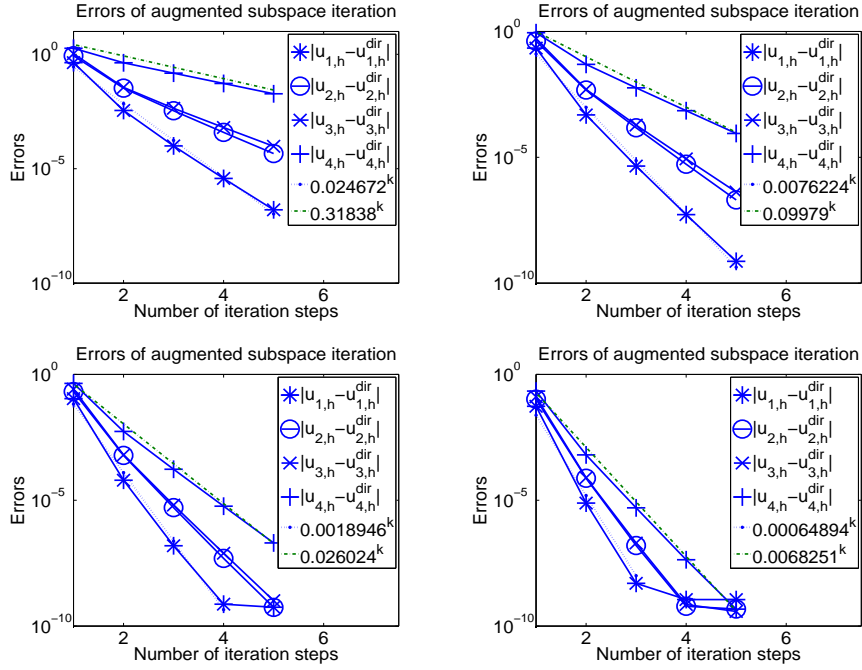 Errors of augmented subspace iteration
10^0
10^-5
10^-10
Errors
2 4 6
Number of iteration steps
|u_{1,h}−u_{1,h}^{dir}|
|u_{2,h}−u_{2,h}^{dir}|
|u_{3,h}−u_{3,h}^{dir}|
|u_{4,h}−u_{4,h}^{dir}|
0.024672^k
0.31838^k
Errors of augmented subspace iteration
10^0
10^-5
10^-10
Errors
2 4 6
Number of iteration steps
|u_{1,h}−u_{1,h}^{dir}|
|u_{2,h}−u_{2,h}^{dir}|
|u_{3,h}−u_{3,h}^{dir}|
|u_{4,h}−u_{4,h}^{dir}|
0.0076224^k
0.09979^k
Errors of augmented subspace iteration
10^0
10^-5
10^-10
Errors
2 4 6
Number of iteration steps
|u_{1,h}−u_{1,h}^{dir}|
|u_{2,h}−u_{2,h}^{dir}|
|u_{3,h}−u_{3,h}^{dir}|
|u_{4,h}−u_{4,h}^{dir}|
0.0018946^k
0.026024^k
Errors of augmented subspace iteration
10^0
10^-5
10^-10
Errors
2 4 6
Number of iteration steps
|u_{1,h}−u_{1,h}^{dir}|
|u_{2,h}−u_{2,h}^{dir}|
|u_{3,h}−u_{3,h}^{dir}|
|u_{4,h}−u_{4,h}^{dir}|
0.00064894^k
0.0068251^k